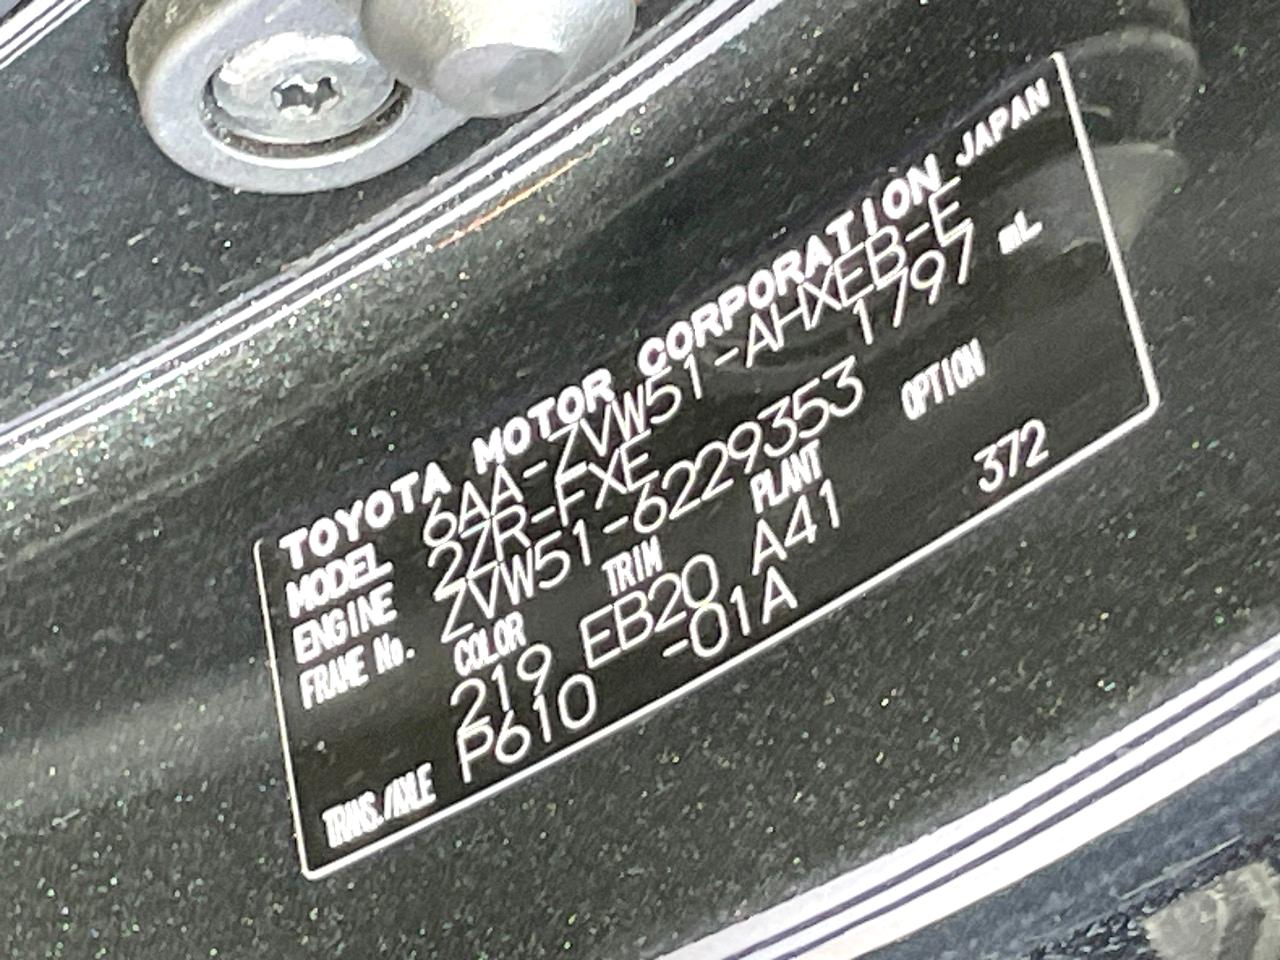 TOYOTA MOTOR CORPORATION JAPAN
MODEL 6AA-ZVW51-AHXEB-E
ENGINE 2ZR-FXE 1797 mL
FRAME No. ZVW51-6229353
COLOR TRIM PLANT OPTION
219 EB20 A41 372
TRANS./AXLE P610 -01A